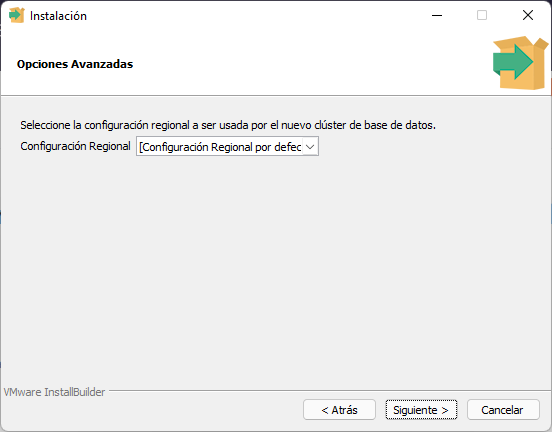 Instalación
Opciones Avanzadas
Seleccione la configuración regional a ser usada por el nuevo clúster de base de datos.
Configuración Regional [Configuración Regional por defec
VMware InstallBuilder
< Atrás Siguiente > Cancelar